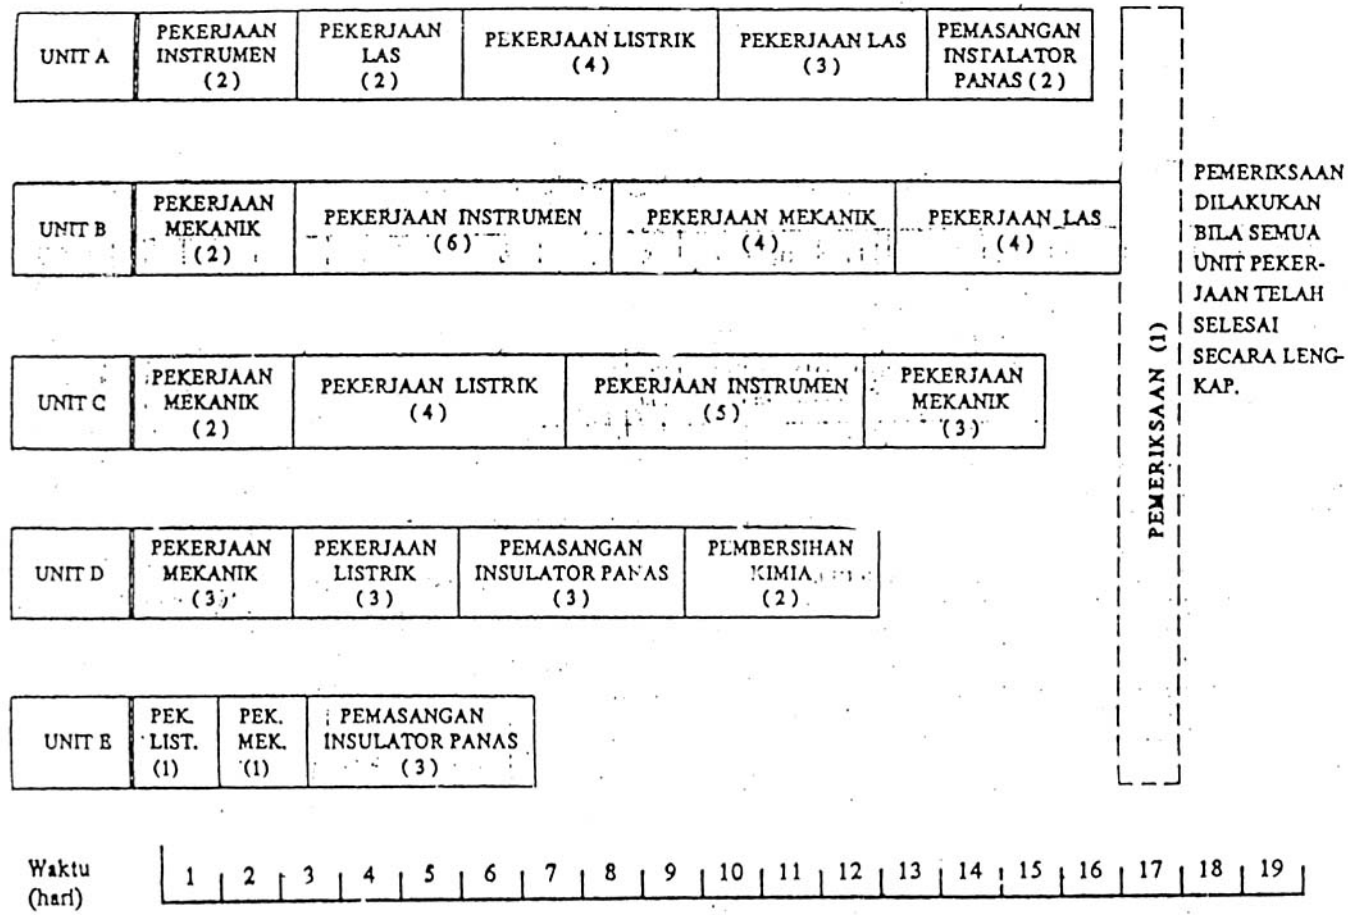 UNIT A
PEKERJAAN
INSTRUMEN
(2)
PEKERJAAN
LAS
(2)
PEKERJAAN LISTRIK
(4)
PEKERJAAN LAS
(3)
PEMASANGAN
INSTALATOR
PANAS (2)
UNIT B
PEKERJAAN
MEKANIK
(2)
PEKERJAAN INSTRUMEN
(6)
PEKERJAAN MEKANIK
(4)
PEKERJAAN LAS
(4)
UNIT C
PEKERJAAN
MEKANIK
(2)
PEKERJAAN LISTRIK
(4)
PEKERJAAN INSTRUMEN
(5)
PEKERJAAN
MEKANIK
(3)
UNIT D
PEKERJAAN
MEKANIK
(3)
PEKERJAAN
LISTRIK
(3)
PEMASANGAN
INSULATOR PANAS
(3)
PEMBERSIHAN
KIMIA
(2)
UNIT E
PEK.
LIST.
(1)
PEK.
MEK.
(1)
PEMASANGAN
INSULATOR PANAS
(3)
PEMERIKSAAN (1)
PEMERIKSAAN
DILAKUKAN
BILA SEMUA
UNIT PEKER-
JAAN TELAH
SELESAI
SECARA LENG-
KAP.
Waktu
(hari)
1 2 3 4 5 6 7 8 9 10 11 12 13 14 15 16 17 18 19